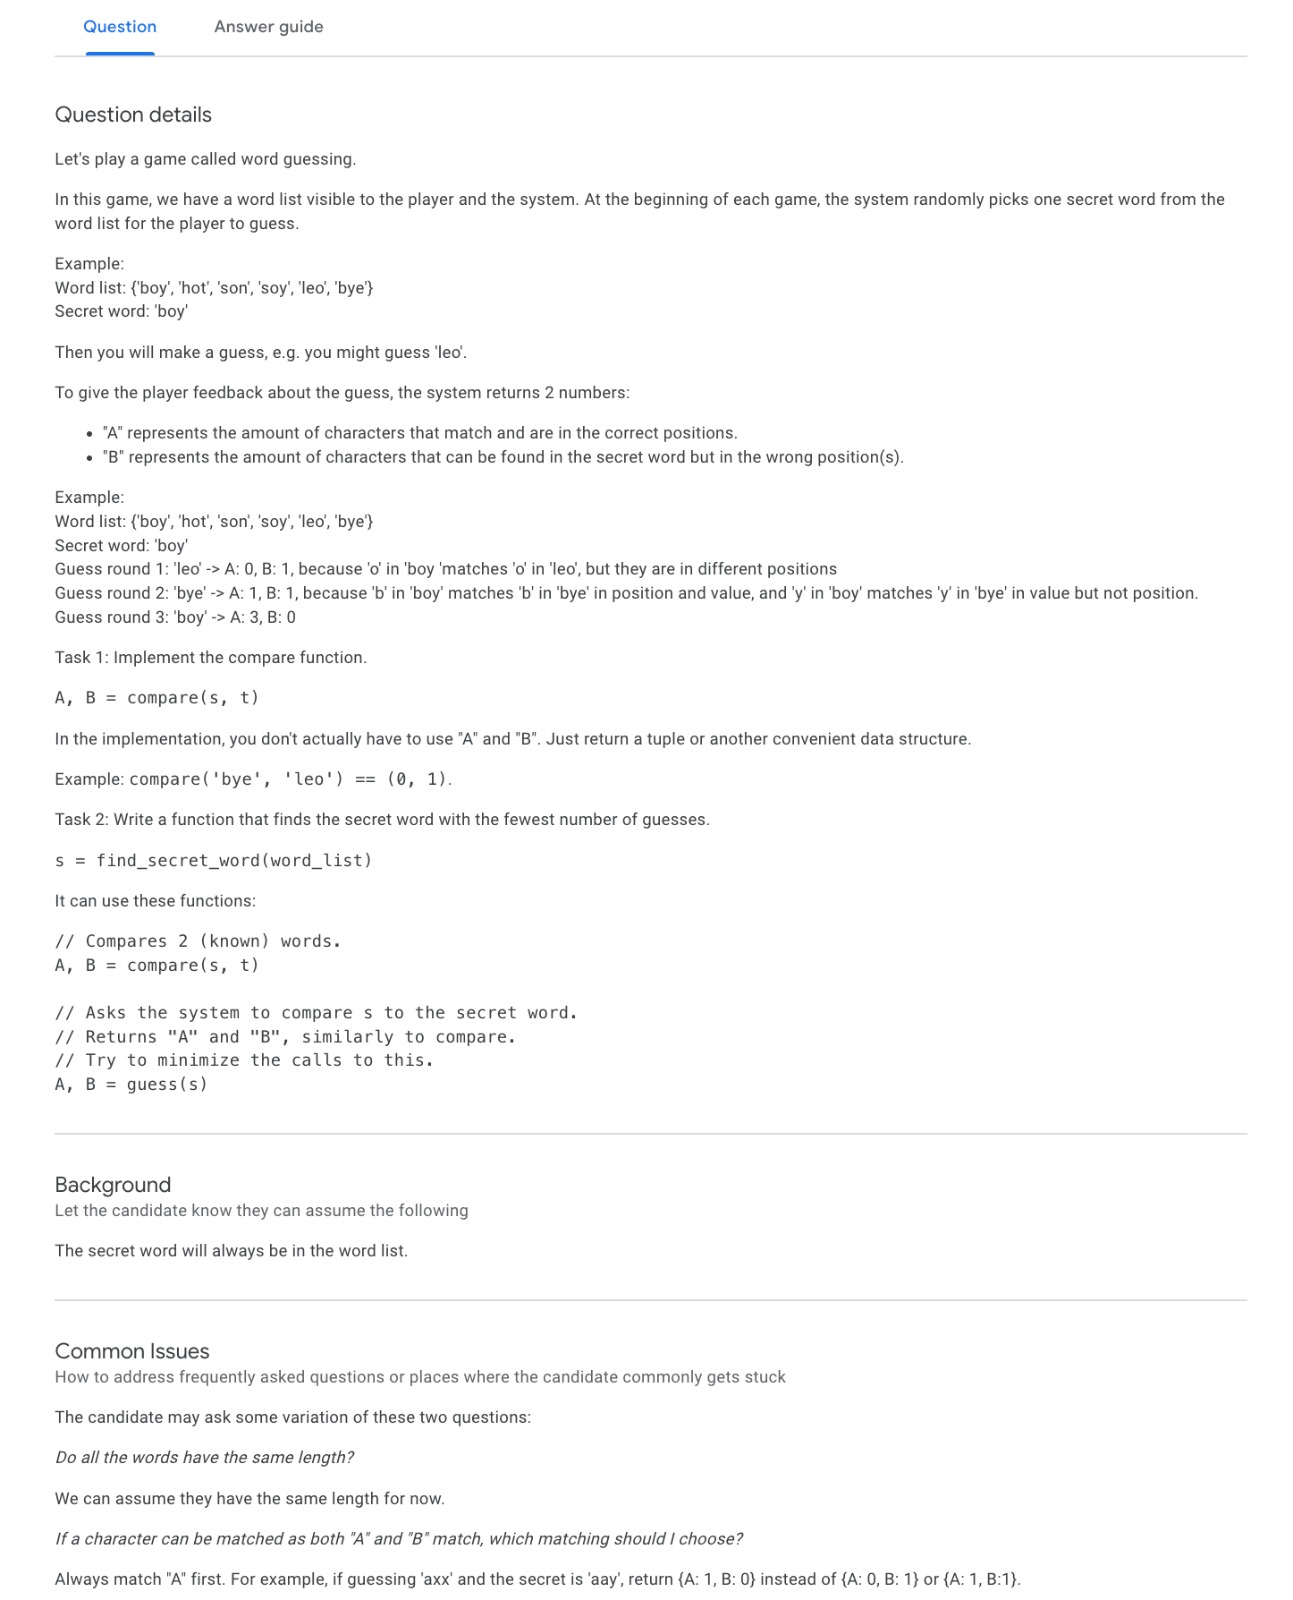 Question Answer guide
Question details
Let's play a game called word guessing.
In this game, we have a word list visible to the player and the system. At the beginning of each game, the system randomly picks one secret word from the
word list for the player to guess.
Example:
Word list: {'boy', 'hot', 'son', 'soy', 'leo', 'bye'}
Secret word: 'boy'
Then you will make a guess, e.g. you might guess 'leo'.
To give the player feedback about the guess, the system returns 2 numbers:
• "A" represents the amount of characters that match and are in the correct positions.
• "B" represents the amount of characters that can be found in the secret word but in the wrong position(s).
Example:
Word list: {'boy', 'hot', 'son', 'soy', 'leo', 'bye'}
Secret word: 'boy'
Guess round 1: 'leo' -> A: 0, B: 1, because 'o' in 'boy 'matches 'o' in 'leo', but they are in different positions
Guess round 2: 'bye' -> A: 1, B: 1, because 'b' in 'boy' matches 'b' in 'bye' in position and value, and 'y' in 'boy' matches 'y' in 'bye' in value but not position.
Guess round 3: 'boy' -> A: 3, B: 0
Task 1: Implement the compare function.
A, B = compare(s, t)
In the implementation, you don't actually have to use "A" and "B". Just return a tuple or another convenient data structure.
Example: compare('bye', 'leo') == (0, 1).
Task 2: Write a function that finds the secret word with the fewest number of guesses.
s = find_secret_word(word_list)
It can use these functions:
// Compares 2 (known) words.
A, B = compare(s, t)
// Asks the system to compare s to the secret word.
// Returns "A" and "B", similarly to compare.
// Try to minimize the calls to this.
A, B = guess(s)
Background
Let the candidate know they can assume the following
The secret word will always be in the word list.
Common Issues
How to address frequently asked questions or places where the candidate commonly gets stuck
The candidate may ask some variation of these two questions:
Do all the words have the same length?
We can assume they have the same length for now.
If a character can be matched as both "A" and "B" match, which matching should I choose?
Always match "A" first. For example, if guessing 'axx' and the secret is 'aay', return {A: 1, B: 0} instead of {A: 0, B: 1} or {A: 1, B:1}.